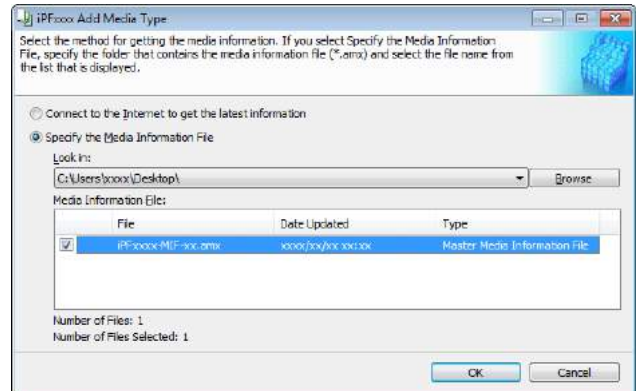 iPFxxxx Add Media Type
Select the method for getting the media information. If you select Specify the Media Information
File, specify the folder that contains the media information file (*.amx) and select the file name from
the list that is displayed.
Connect to the Internet to get the latest information
Specify the Media Information File
Look in:
C:\Users\xxxx\Desktop\
Browse
Media Information File:
File Date Updated Type
iPFxxxx-MIF-xx.amx xxxx/xx/xx xx:xx Master Media Information File
Number of Files: 1
Number of Files Selected: 1
OK Cancel